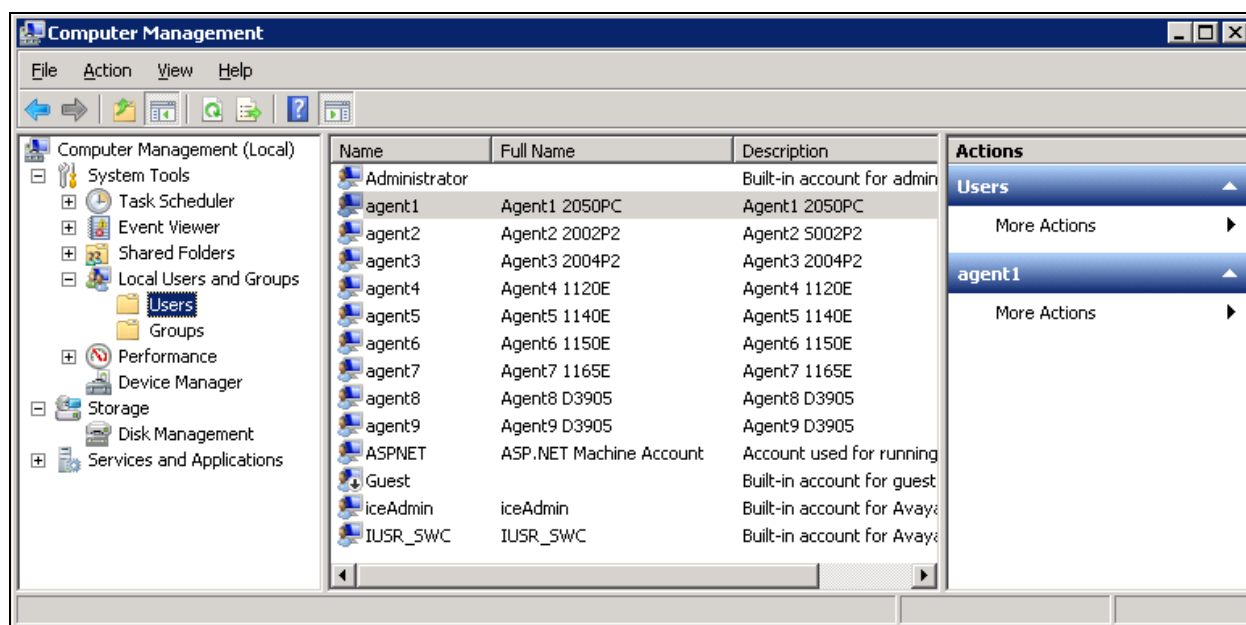 Computer Management
File Action View Help
Computer Management (Local)
System Tools
Task Scheduler
Event Viewer
Shared Folders
Local Users and Groups
Users
Groups
Performance
Device Manager
Storage
Disk Management
Services and Applications
Name Full Name Description
Administrator Built-in account for admin
agent1 Agent1 2050PC Agent1 2050PC
agent2 Agent2 2002P2 Agent2 S002P2
agent3 Agent3 2004P2 Agent3 2004P2
agent4 Agent4 1120E Agent4 1120E
agent5 Agent5 1140E Agent5 1140E
agent6 Agent6 1150E Agent6 1150E
agent7 Agent7 1165E Agent7 1165E
agent8 Agent8 D3905 Agent8 D3905
agent9 Agent9 D3905 Agent9 D3905
ASPNET ASP.NET Machine Account Account used for running
Guest Built-in account for guest
iceAdmin iceAdmin Built-in account for Avaya
IUSR_SWC IUSR_SWC Built-in account for Avaya
Actions
Users
More Actions
agent1
More Actions